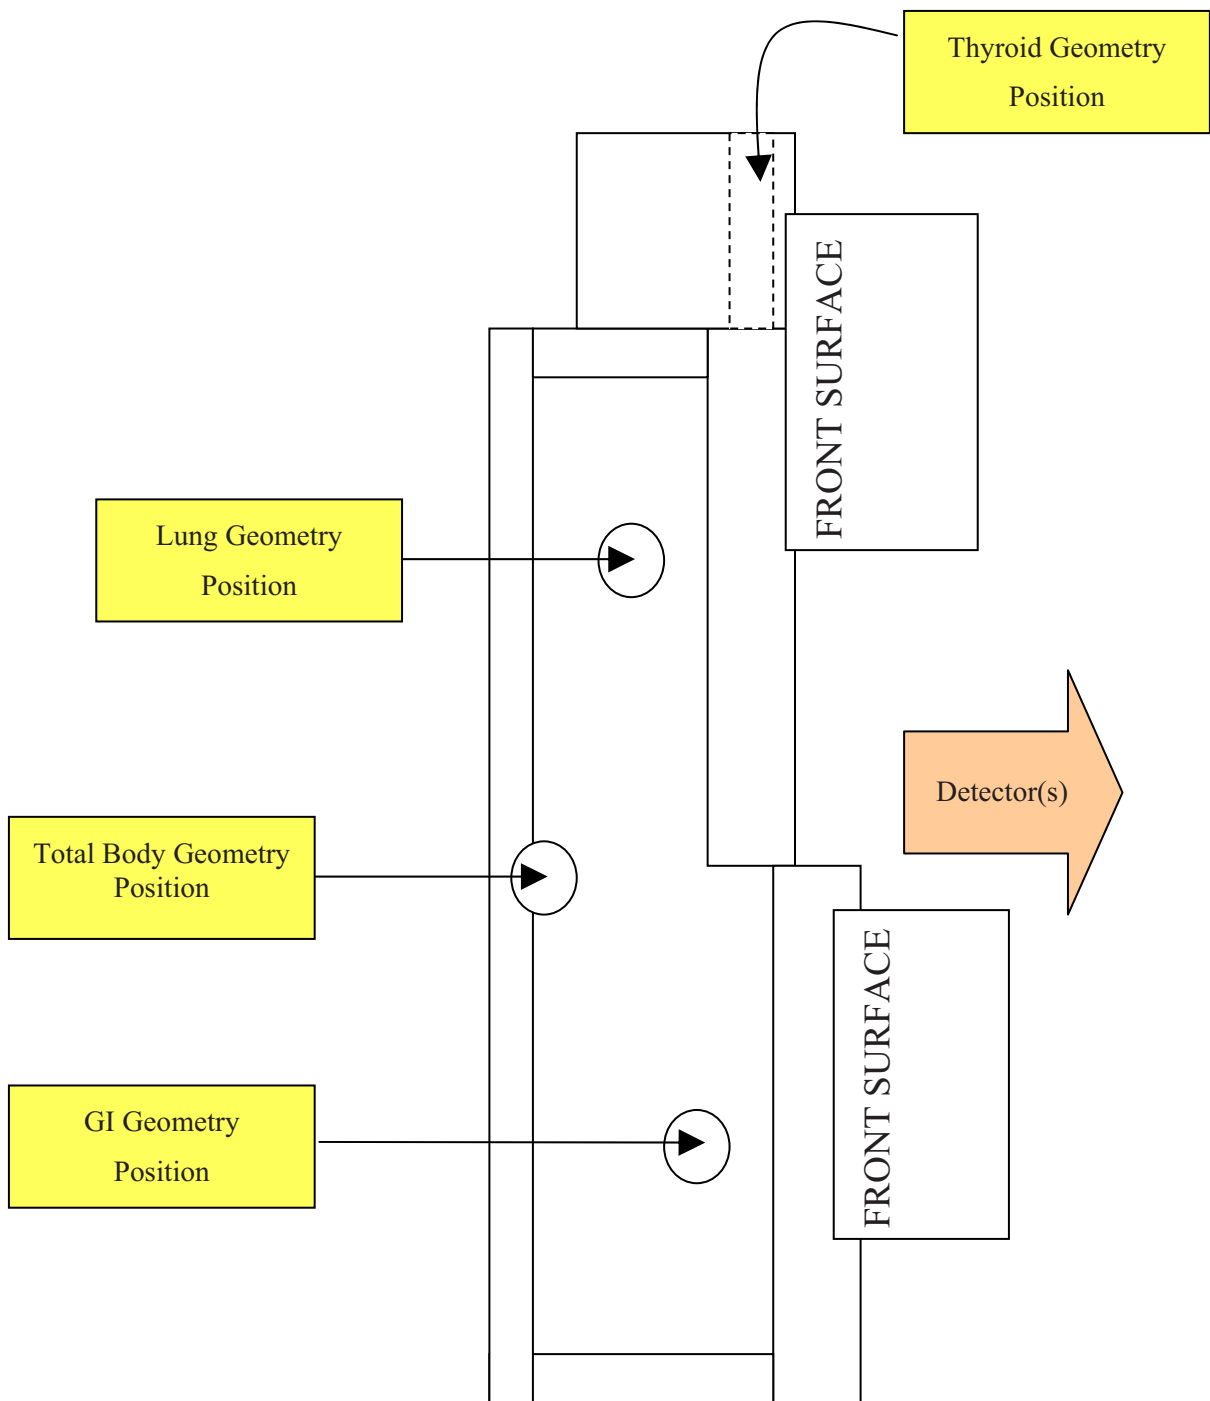 Thyroid Geometry
Position
FRONT SURFACE
Lung Geometry
Position
Detector(s)
Total Body Geometry
Position
FRONT SURFACE
GI Geometry
Position